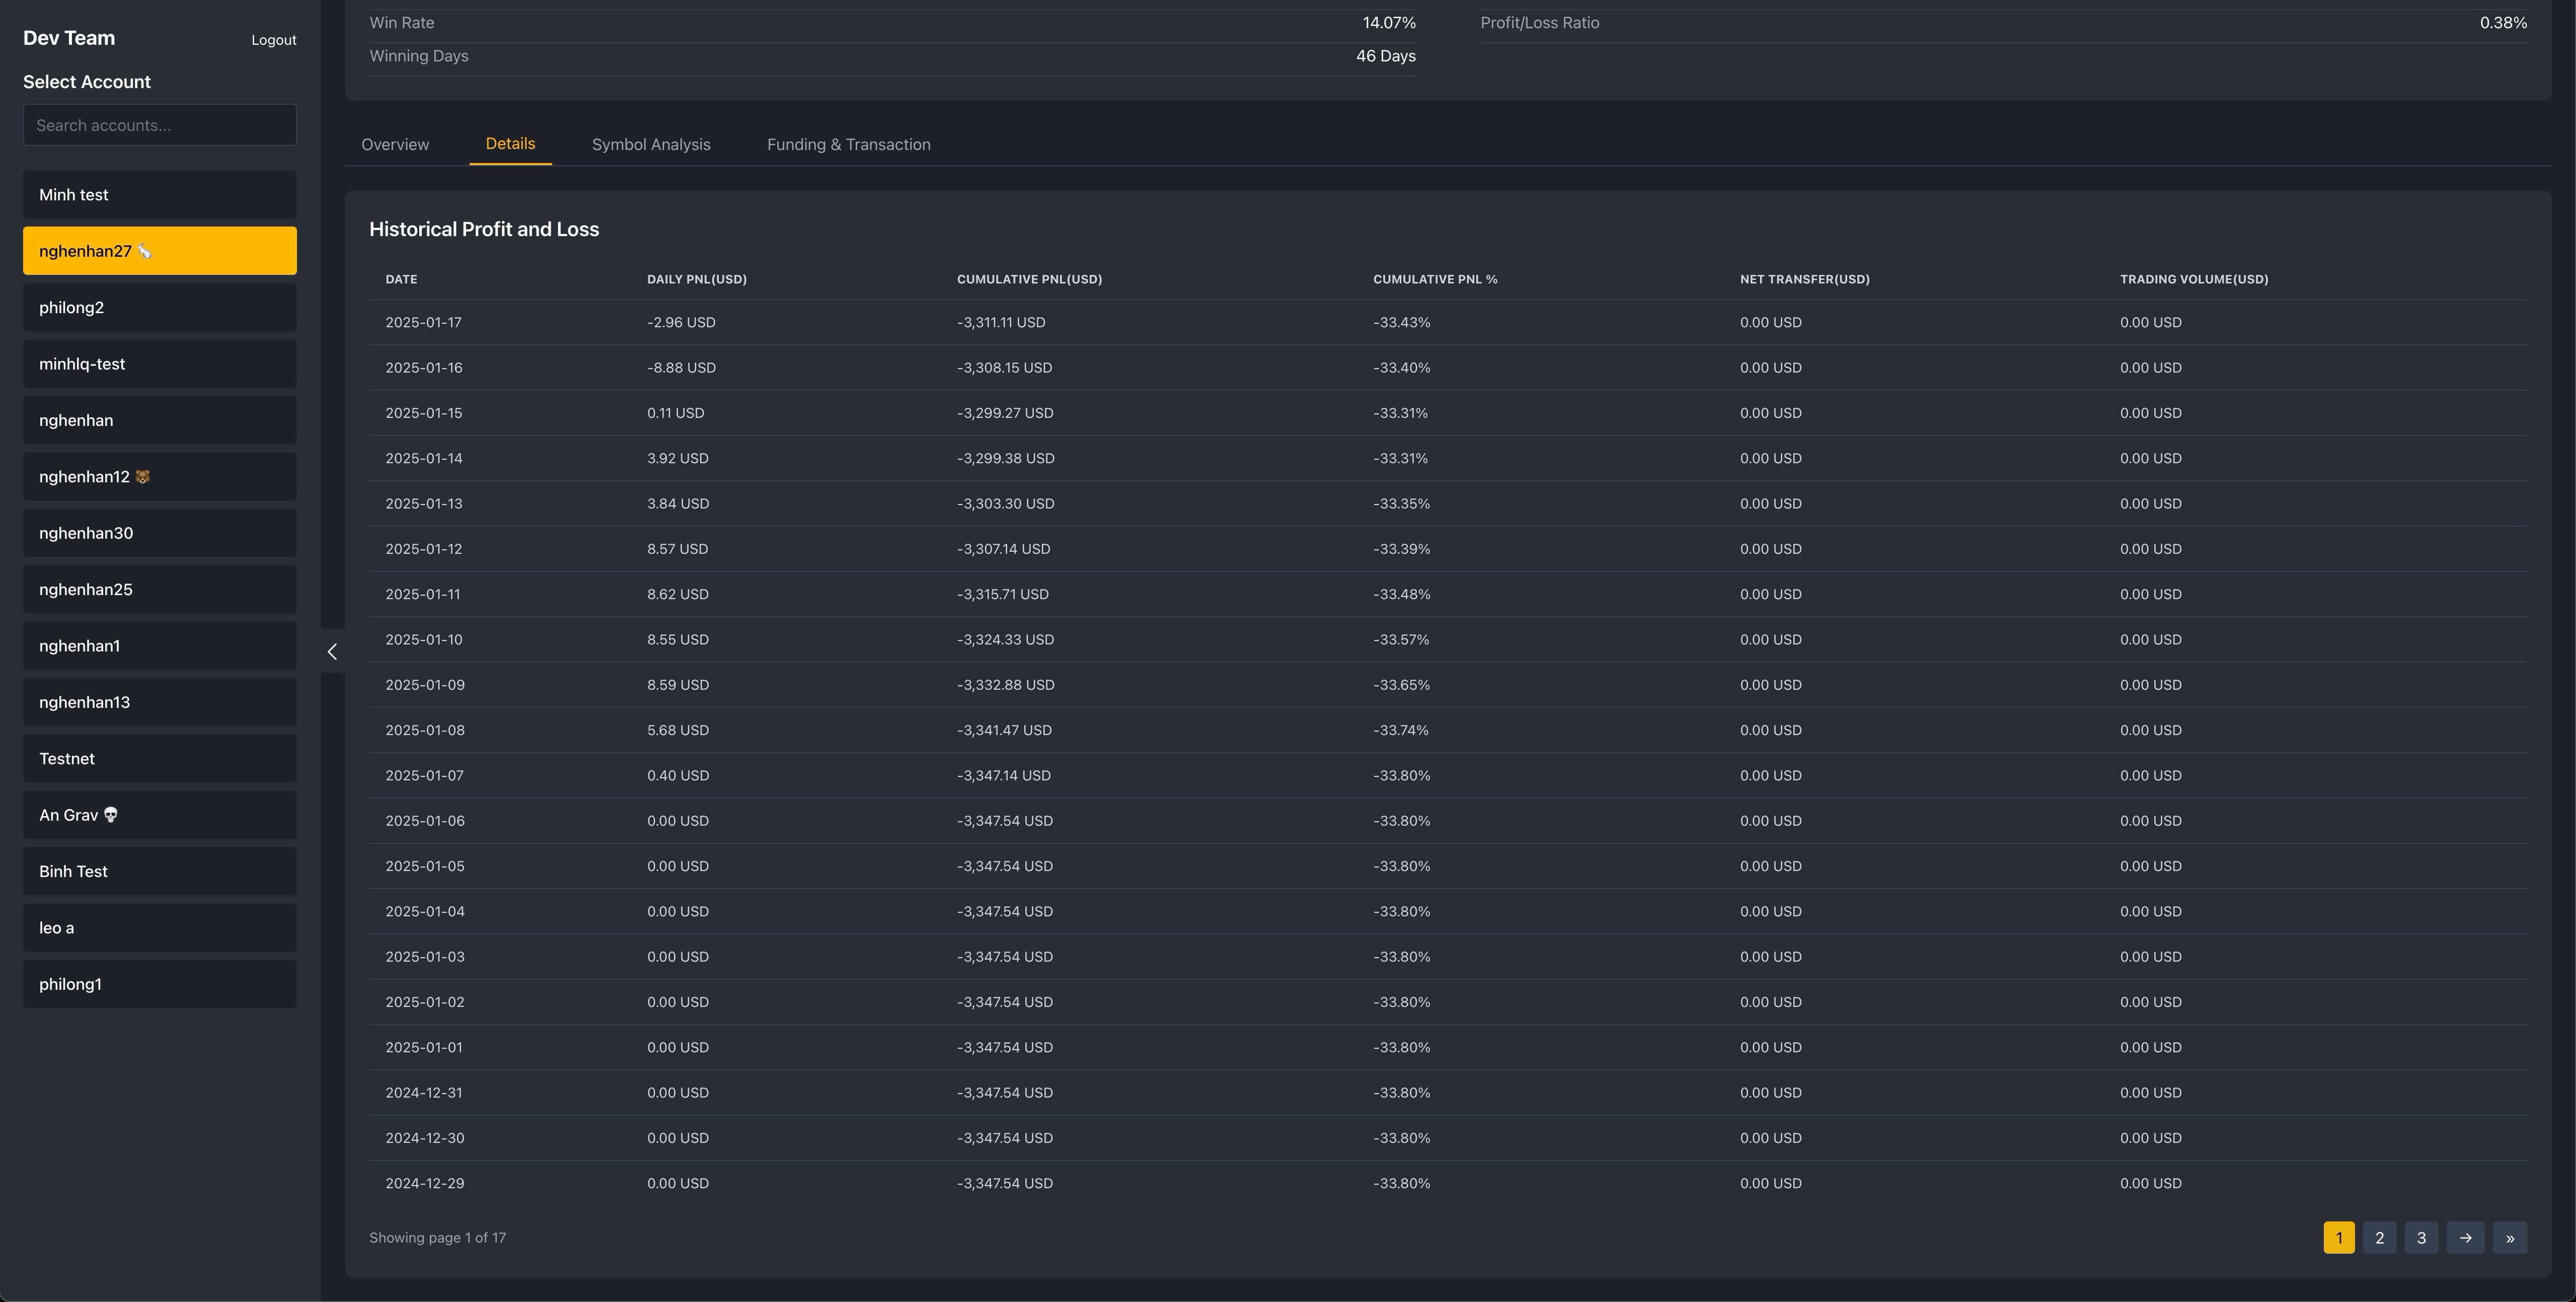 Dev Team
Logout
Select Account
Search accounts...
Minh test
nghenhan27 🐁
philong2
minhlq-test
nghenhan
nghenhan12 🐻
nghenhan30
nghenhan25
nghenhan1
nghenhan13
Testnet
An Grav 💀
Binh Test
leo a
philong1
Win Rate 14.07%
Profit/Loss Ratio 0.38%
Winning Days 46 Days
Overview Details Symbol Analysis Funding & Transaction
Historical Profit and Loss
DATE DAILY PNL(USD) CUMULATIVE PNL(USD) CUMULATIVE PNL % NET TRANSFER(USD) TRADING VOLUME(USD)
2025-01-17 -2.96 USD -3,311.11 USD -33.43% 0.00 USD 0.00 USD
2025-01-16 -8.88 USD -3,308.15 USD -33.40% 0.00 USD 0.00 USD
2025-01-15 0.11 USD -3,299.27 USD -33.31% 0.00 USD 0.00 USD
2025-01-14 3.92 USD -3,299.38 USD -33.31% 0.00 USD 0.00 USD
2025-01-13 3.84 USD -3,303.30 USD -33.35% 0.00 USD 0.00 USD
2025-01-12 8.57 USD -3,307.14 USD -33.39% 0.00 USD 0.00 USD
2025-01-11 8.62 USD -3,315.71 USD -33.48% 0.00 USD 0.00 USD
2025-01-10 8.55 USD -3,324.33 USD -33.57% 0.00 USD 0.00 USD
2025-01-09 8.59 USD -3,332.88 USD -33.65% 0.00 USD 0.00 USD
2025-01-08 5.68 USD -3,341.47 USD -33.74% 0.00 USD 0.00 USD
2025-01-07 0.40 USD -3,347.14 USD -33.80% 0.00 USD 0.00 USD
2025-01-06 0.00 USD -3,347.54 USD -33.80% 0.00 USD 0.00 USD
2025-01-05 0.00 USD -3,347.54 USD -33.80% 0.00 USD 0.00 USD
2025-01-04 0.00 USD -3,347.54 USD -33.80% 0.00 USD 0.00 USD
2025-01-03 0.00 USD -3,347.54 USD -33.80% 0.00 USD 0.00 USD
2025-01-02 0.00 USD -3,347.54 USD -33.80% 0.00 USD 0.00 USD
2025-01-01 0.00 USD -3,347.54 USD -33.80% 0.00 USD 0.00 USD
2024-12-31 0.00 USD -3,347.54 USD -33.80% 0.00 USD 0.00 USD
2024-12-30 0.00 USD -3,347.54 USD -33.80% 0.00 USD 0.00 USD
2024-12-29 0.00 USD -3,347.54 USD -33.80% 0.00 USD 0.00 USD
Showing page 1 of 17
1 2 3 → »